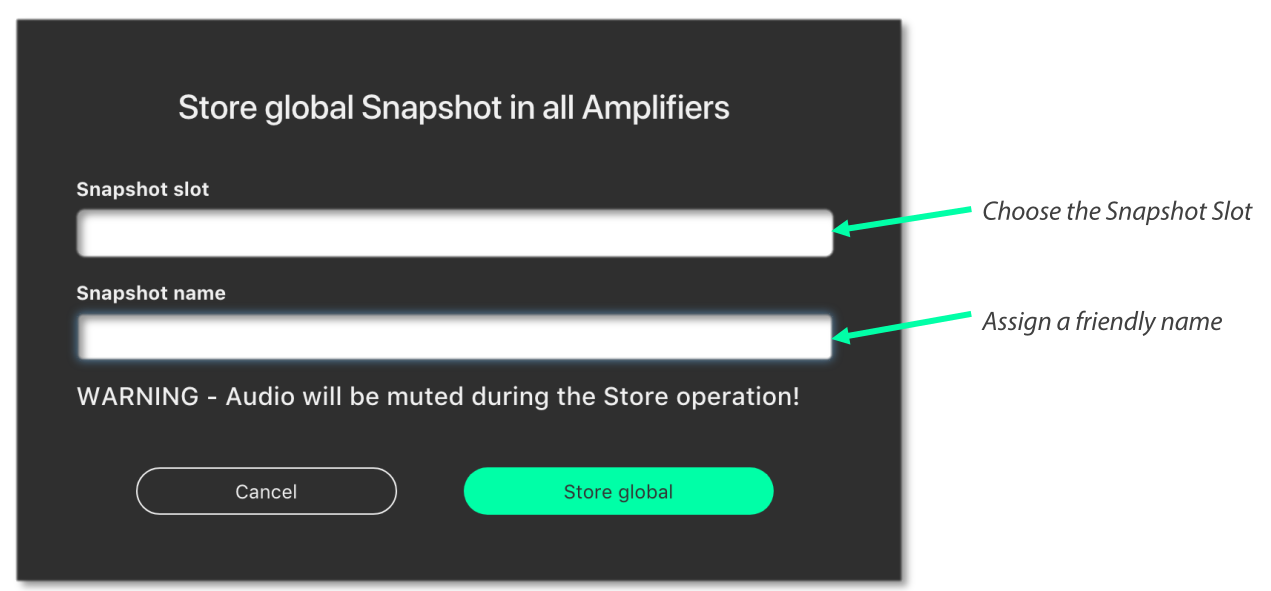 Store global Snapshot in all Amplifiers
Snapshot slot
Choose the Snapshot Slot
Snapshot name
Assign a friendly name
WARNING - Audio will be muted during the Store operation!
Cancel
Store global